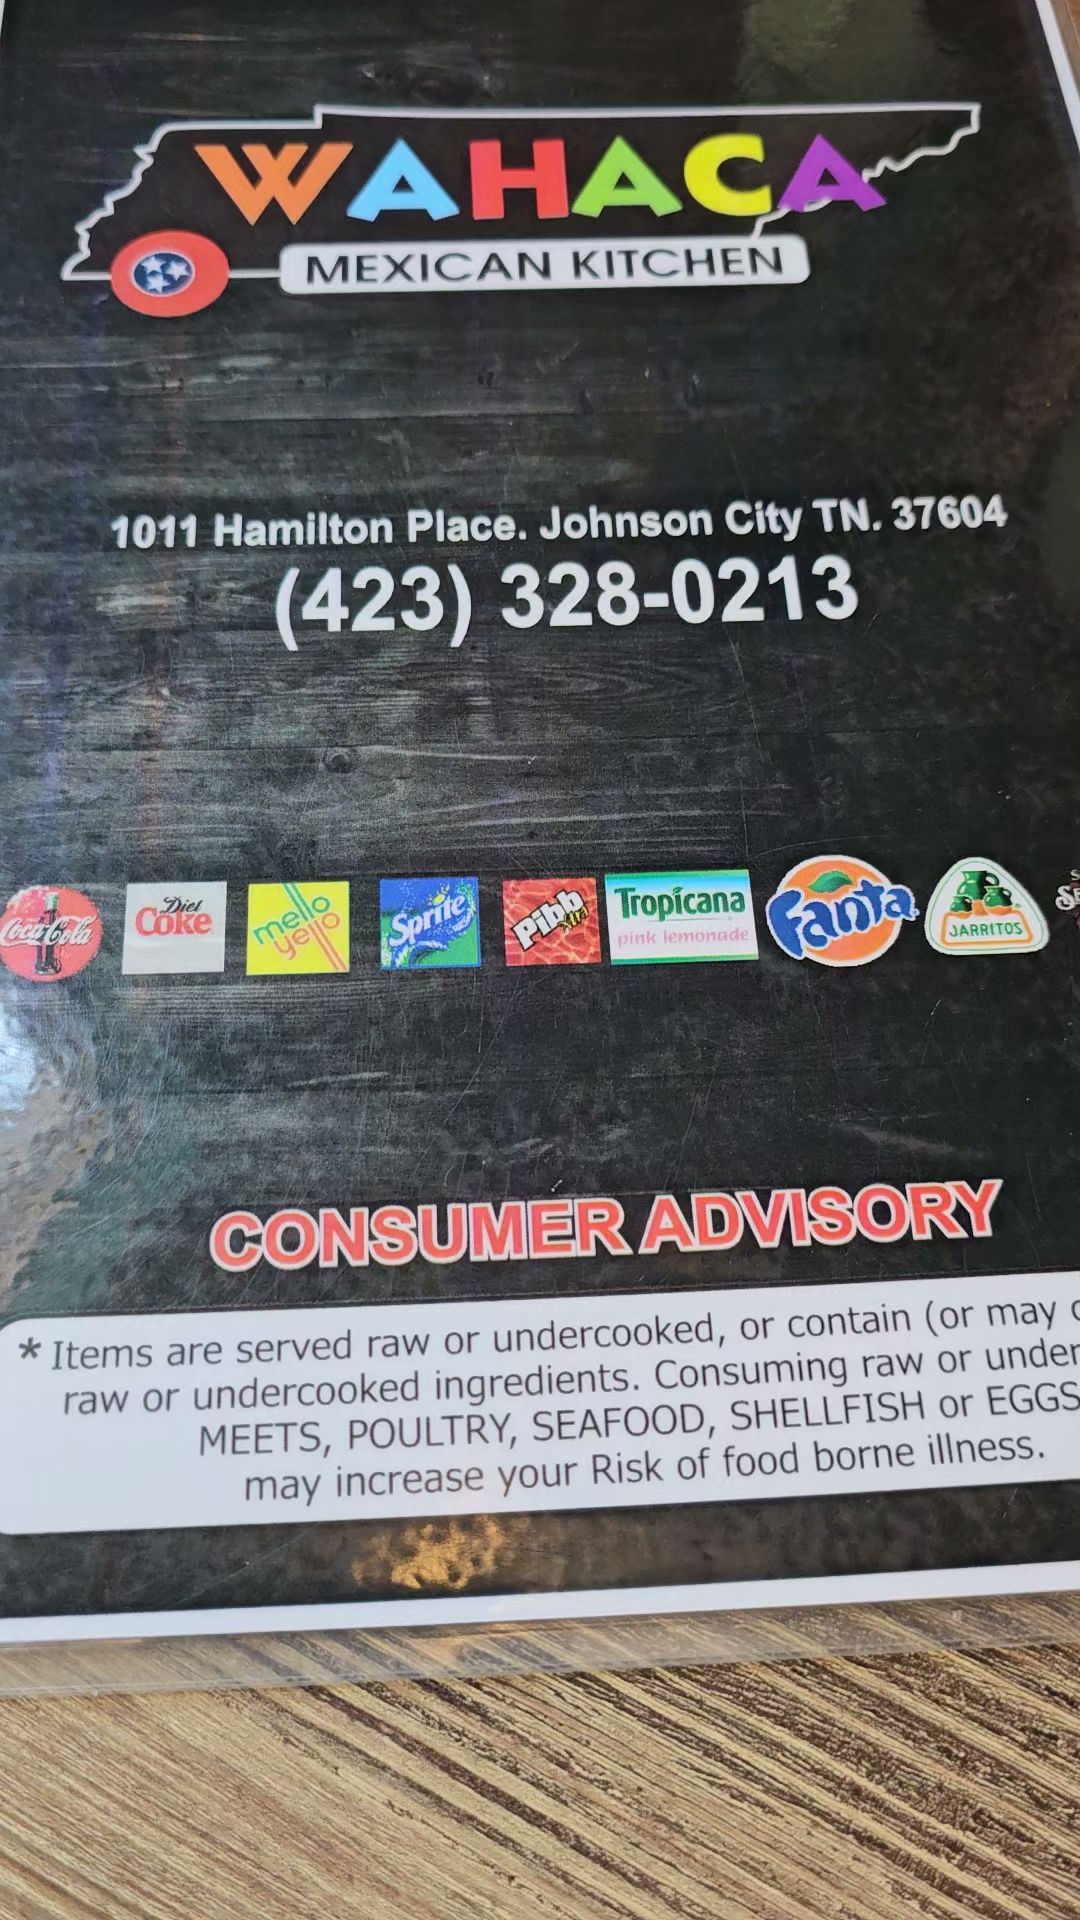 WAHACA
MEXICAN KITCHEN
1011 Hamilton Place. Johnson City TN. 37604
(423) 328-0213
Coca-Cola
Diet Coke
mello yello
Sprite
Pibb Xtra
Tropicana
pink lemonade
Fanta
JARRITOS
CONSUMER ADVISORY
* Items are served raw or undercooked, or contain (or may
raw or undercooked ingredients. Consuming raw or under
MEETS, POULTRY, SEAFOOD, SHELLFISH or EGGS
may increase your Risk of food borne illness.